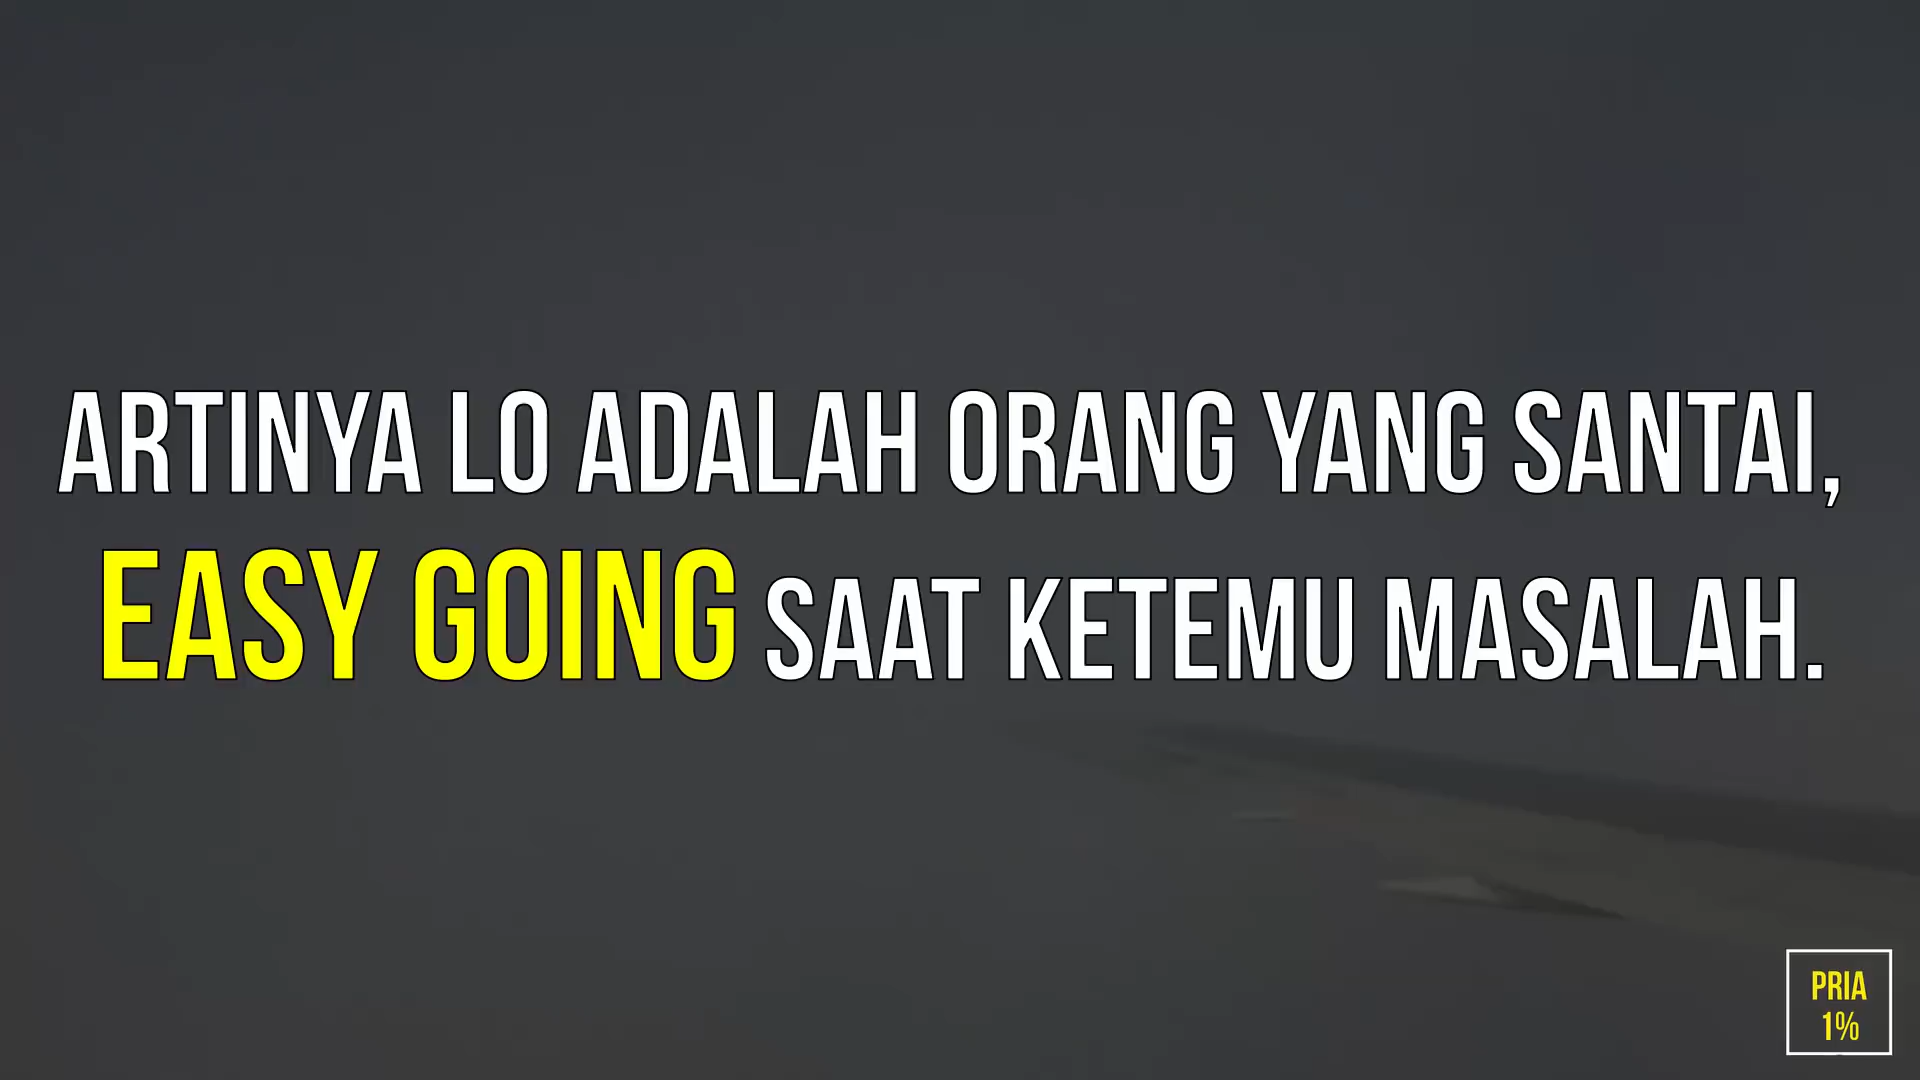 ARTINYA LO ADALAH ORANG YANG SANTAI,
EASY GOING SAAT KETEMU MASALAH.
PRIA
1%